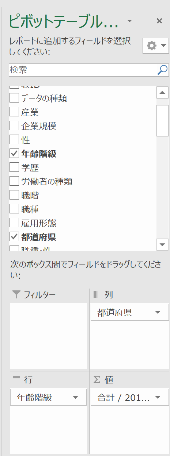 ピボットテーブル...
レポートに追加するフィールドを選択
してください:
検索
データの種類
産業
企業規模
性
年齢階級
学歴
労働者の種類
職階
職種
雇用形態
都道府県
次のボックス間でフィールドをドラッグしてくださ
い:
フィルター
列
都道府県
行
Σ 値
年齢階級
合計 / 201...